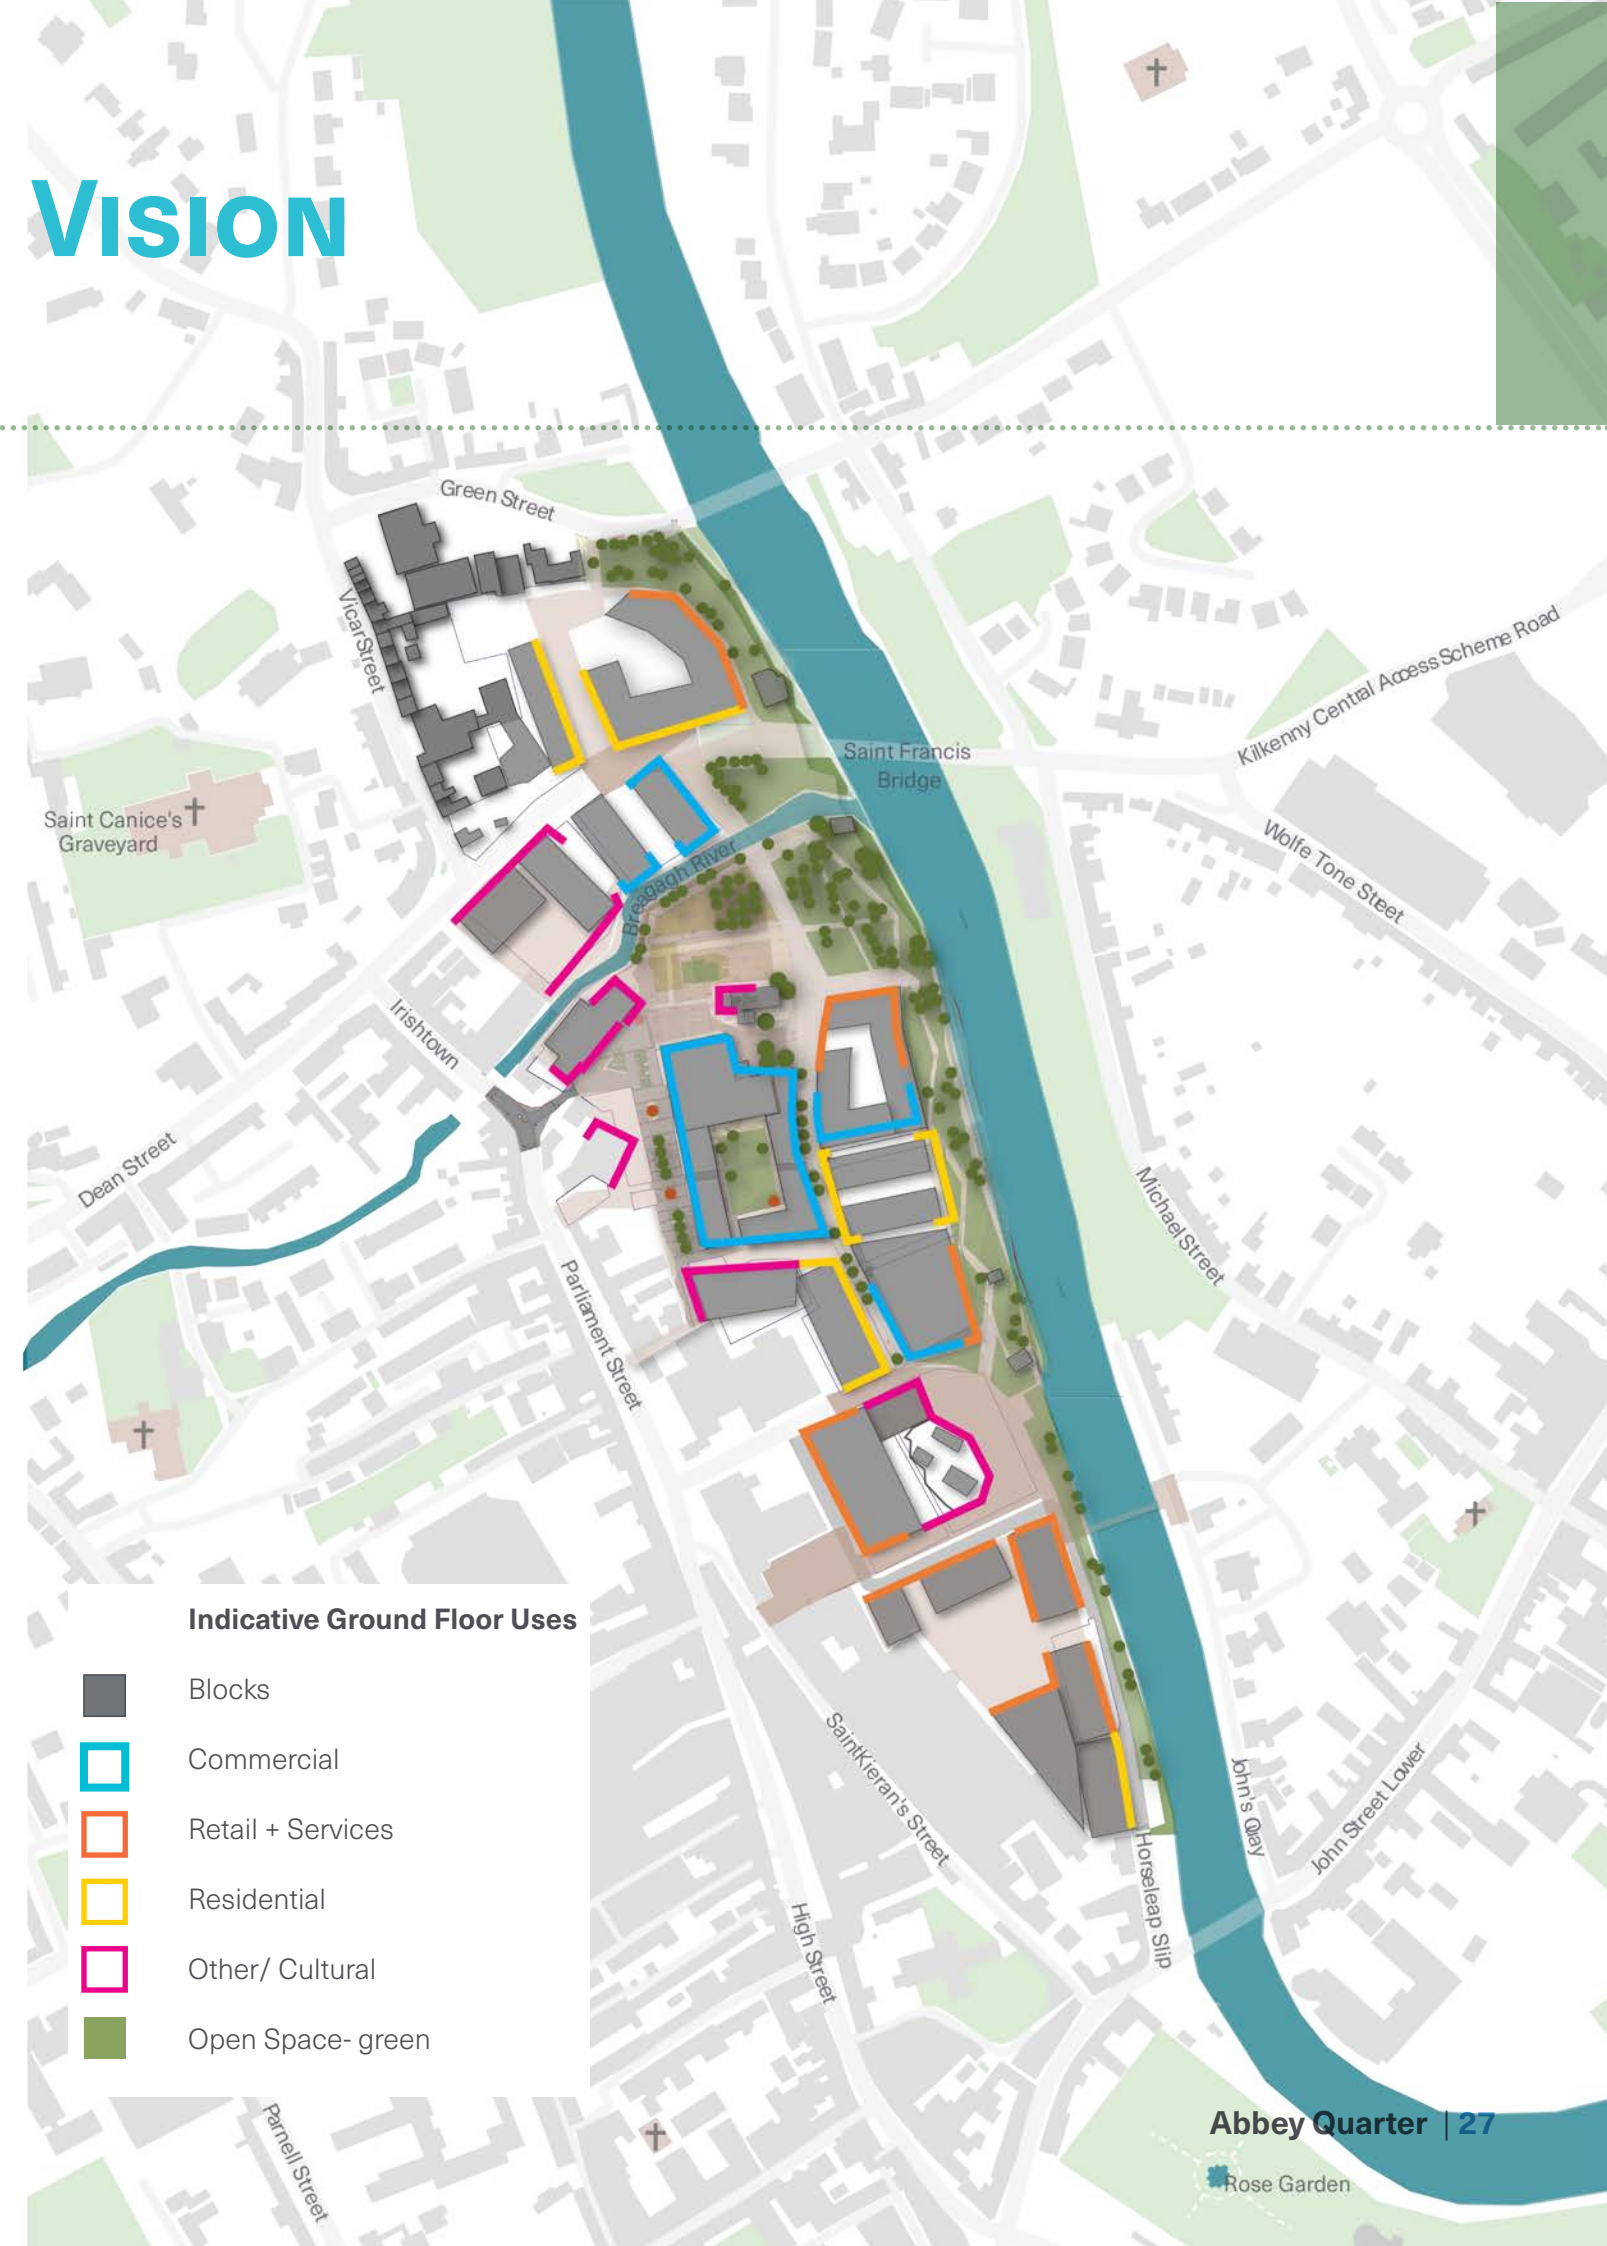 VISION
Green Street
Vicar Street
Kilkenny Central Access Scheme Road
Saint Francis
Bridge
Saint Canice's
Graveyard
Wolfe Tone Street
Breagagh River
Irishtown
Dean Street
Michael Street
Parliament Street
Indicative Ground Floor Uses
Blocks
Commercial
Retail + Services
Residential
Other/ Cultural
Open Space- green
Saint Kieran's Street
John's Quay
John Street Lower
Horseleap Slip
High Street
Parnell Street
Abbey Quarter | 27
Rose Garden